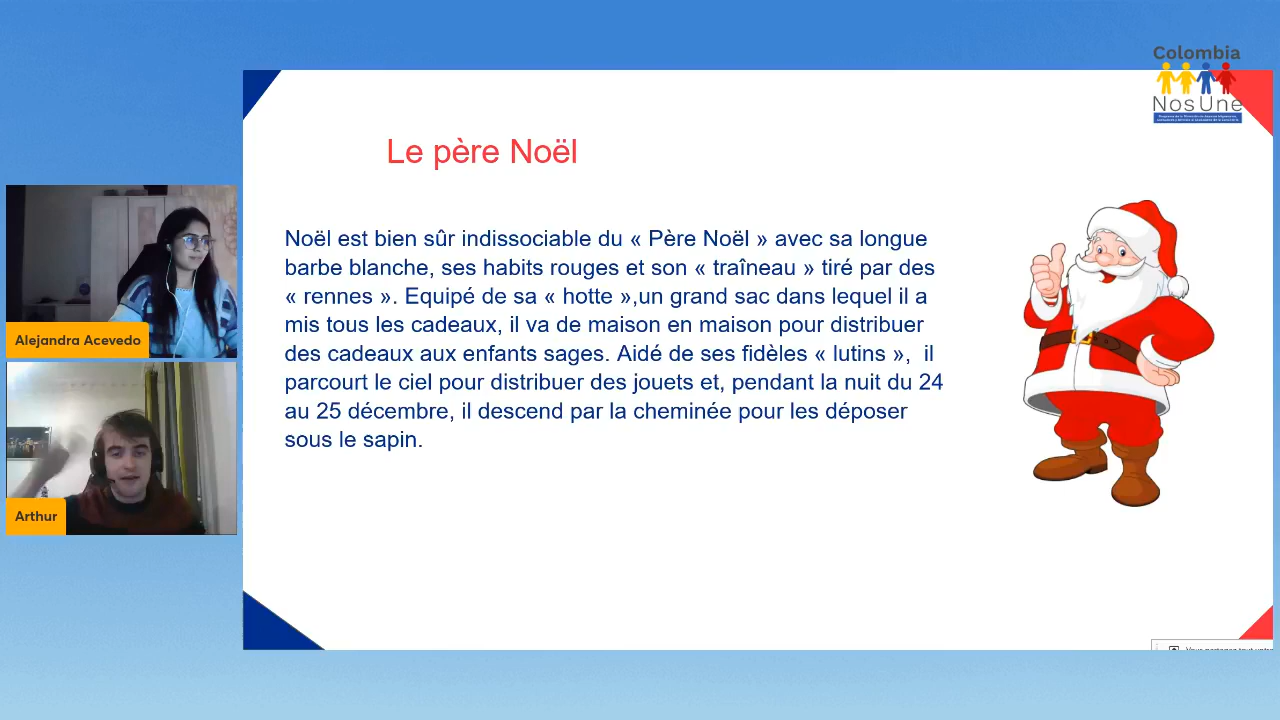 Colombia
NosUne
Le père Noël
Noël est bien sûr indissociable du « Père Noël » avec sa longue
barbe blanche, ses habits rouges et son « traîneau » tiré par des
« rennes ». Equipé de sa « hotte »,un grand sac dans lequel il a
mis tous les cadeaux, il va de maison en maison pour distribuer
des cadeaux aux enfants sages. Aidé de ses fidèles « lutins », il
parcourt le ciel pour distribuer des jouets et, pendant la nuit du 24
au 25 décembre, il descend par la cheminée pour les déposer
sous le sapin.
Alejandra Acevedo
Arthur